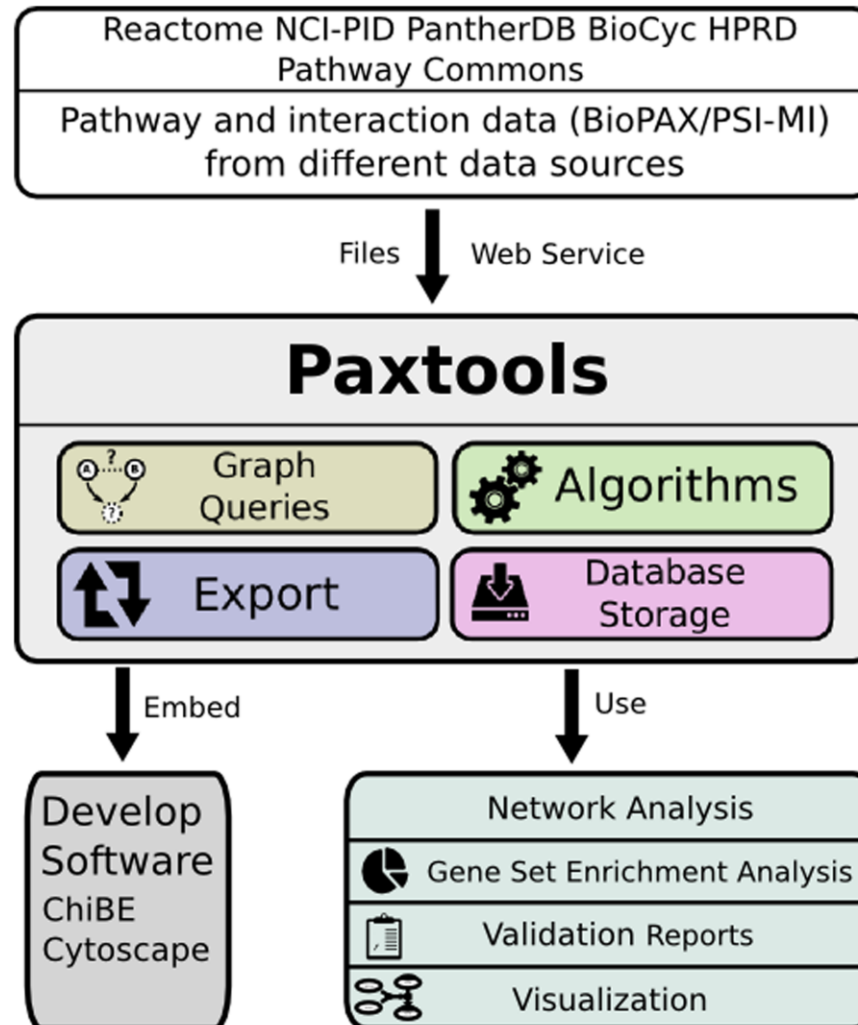 Reactome NCI-PID PantherDB BioCyc HPRD
Pathway Commons
Pathway and interaction data (BioPAX/PSI-MI)
from different data sources
Files
Web Service
Paxtools
A ? B
?
Graph
Queries
Algorithms
Export
Database
Storage
Embed
Use
Develop
Software
ChiBE
Cytoscape
Network Analysis
Gene Set Enrichment Analysis
Validation Reports
Visualization